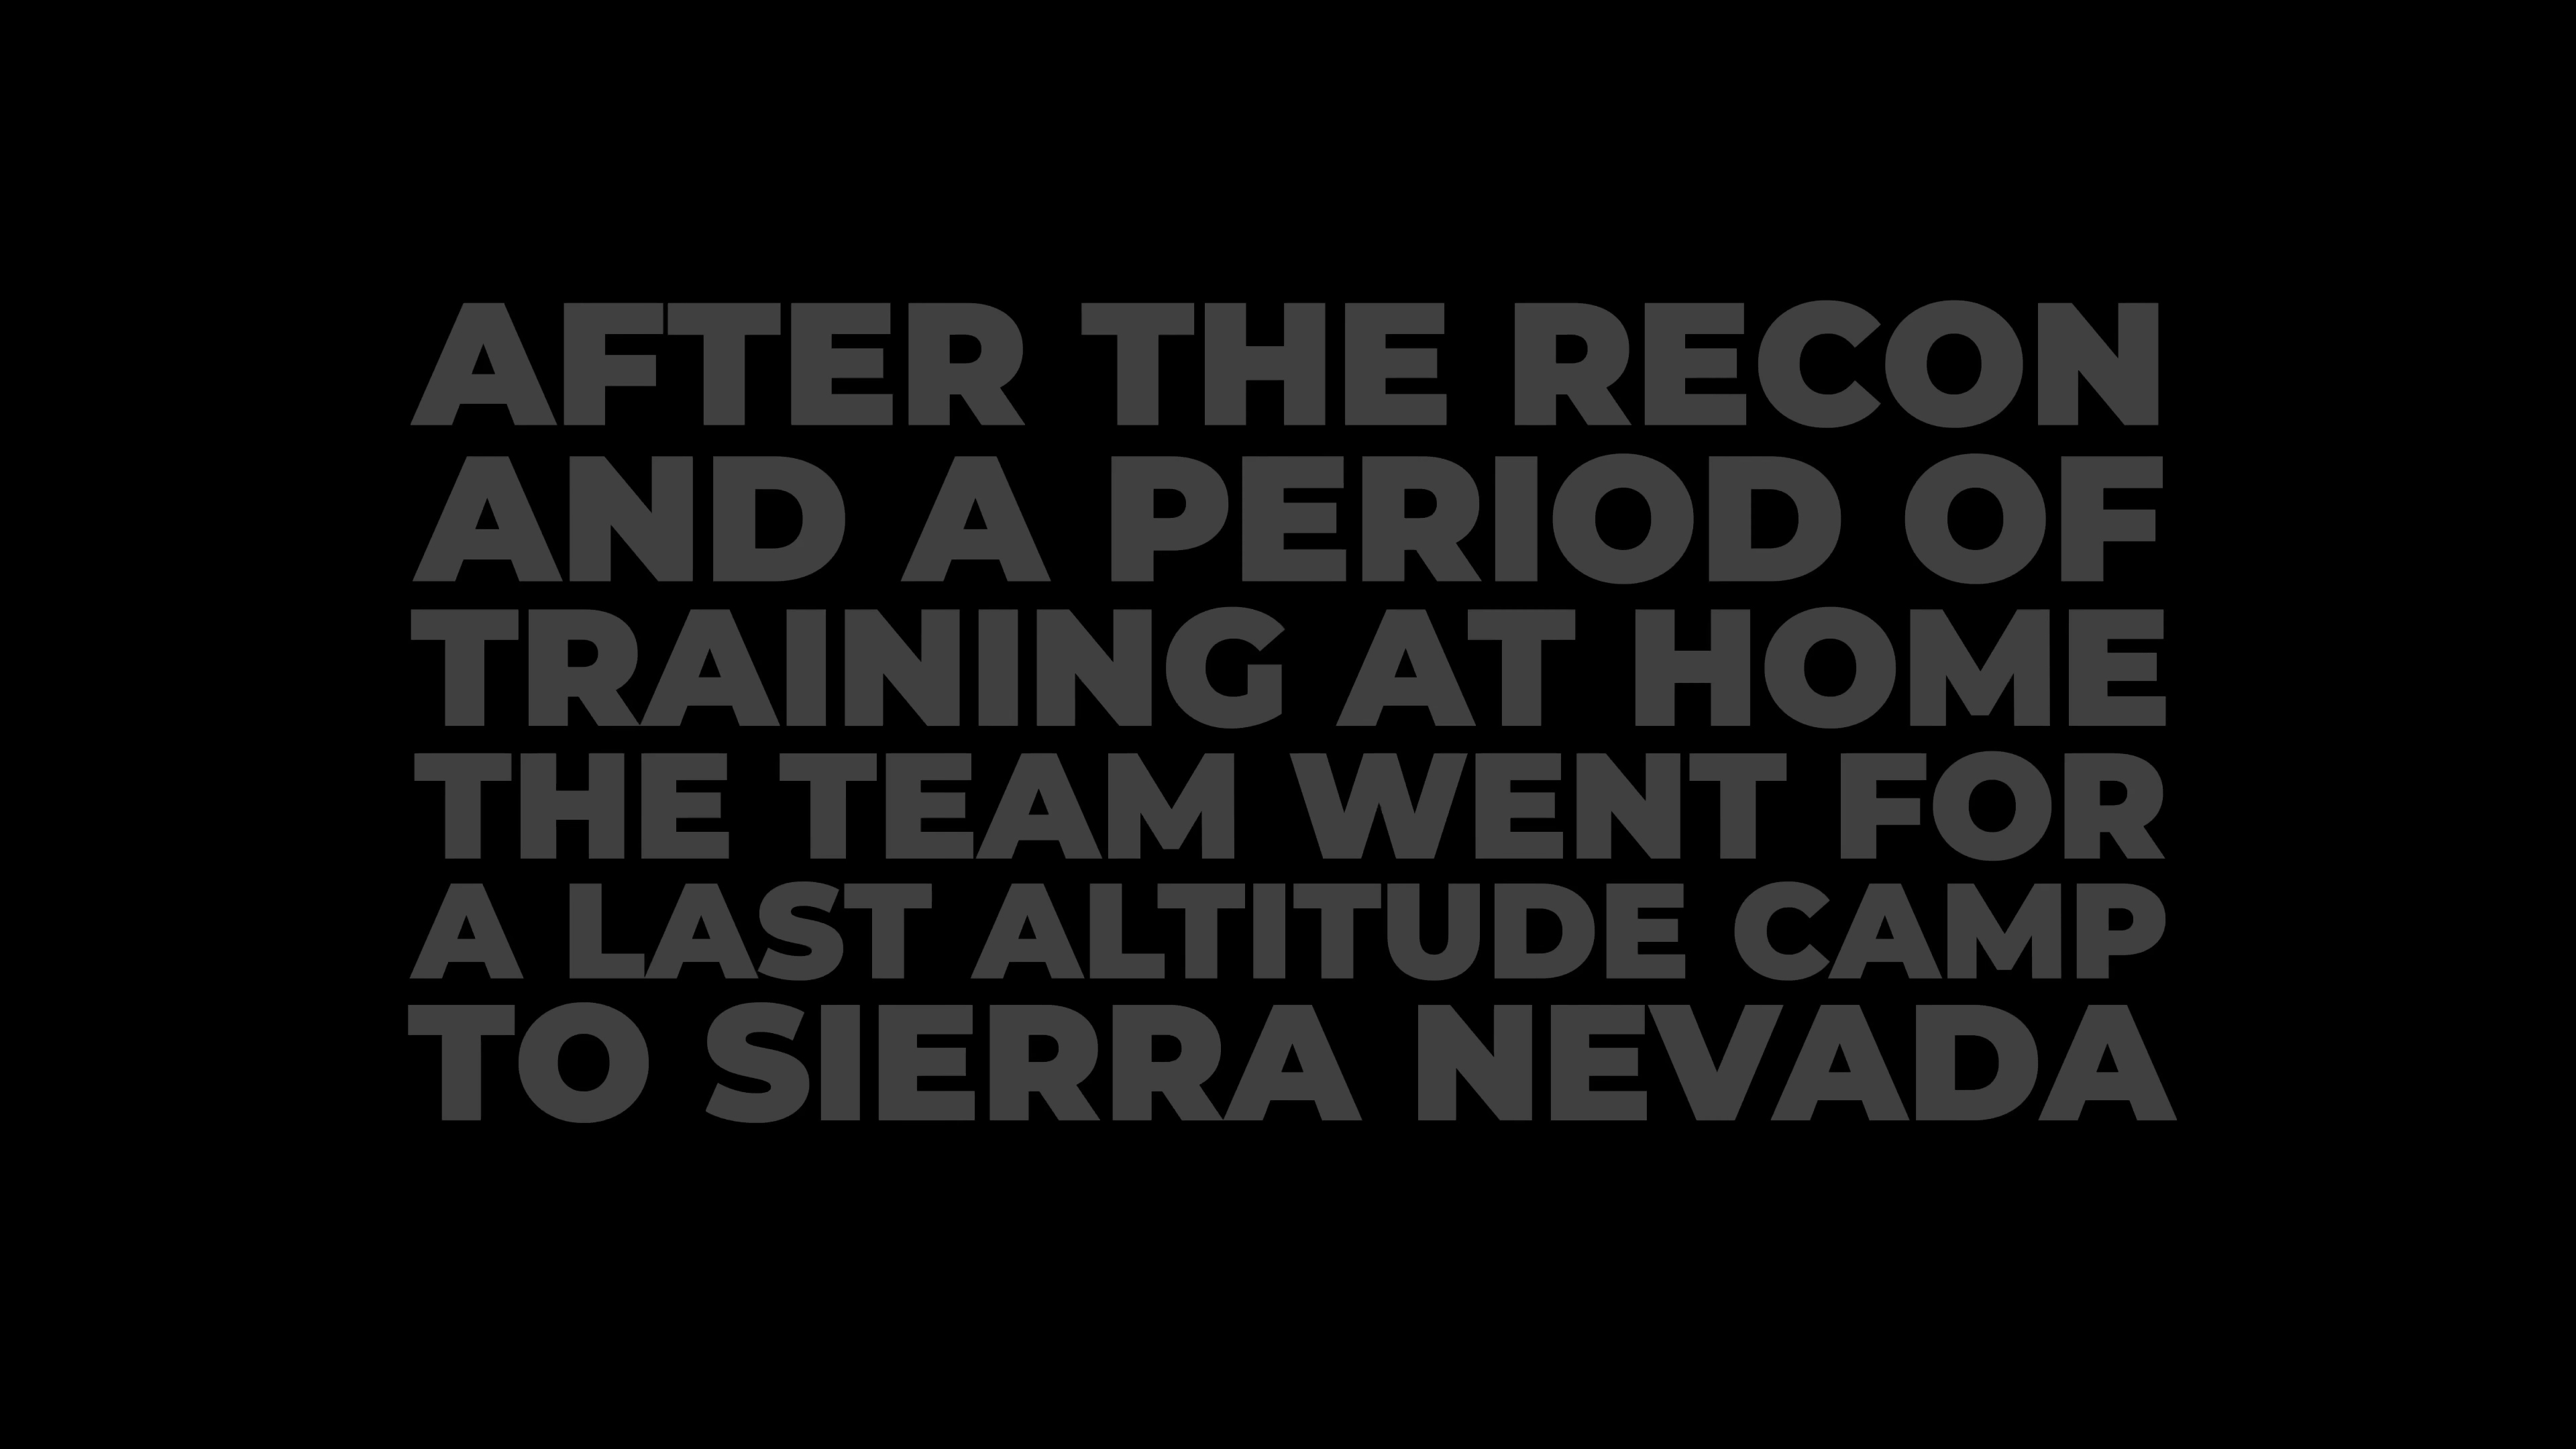 AFTER THE RECON
AND A PERIOD OF
TRAINING AT HOME
THE TEAM WENT FOR
A LAST ALTITUDE CAMP
TO SIERRA NEVADA